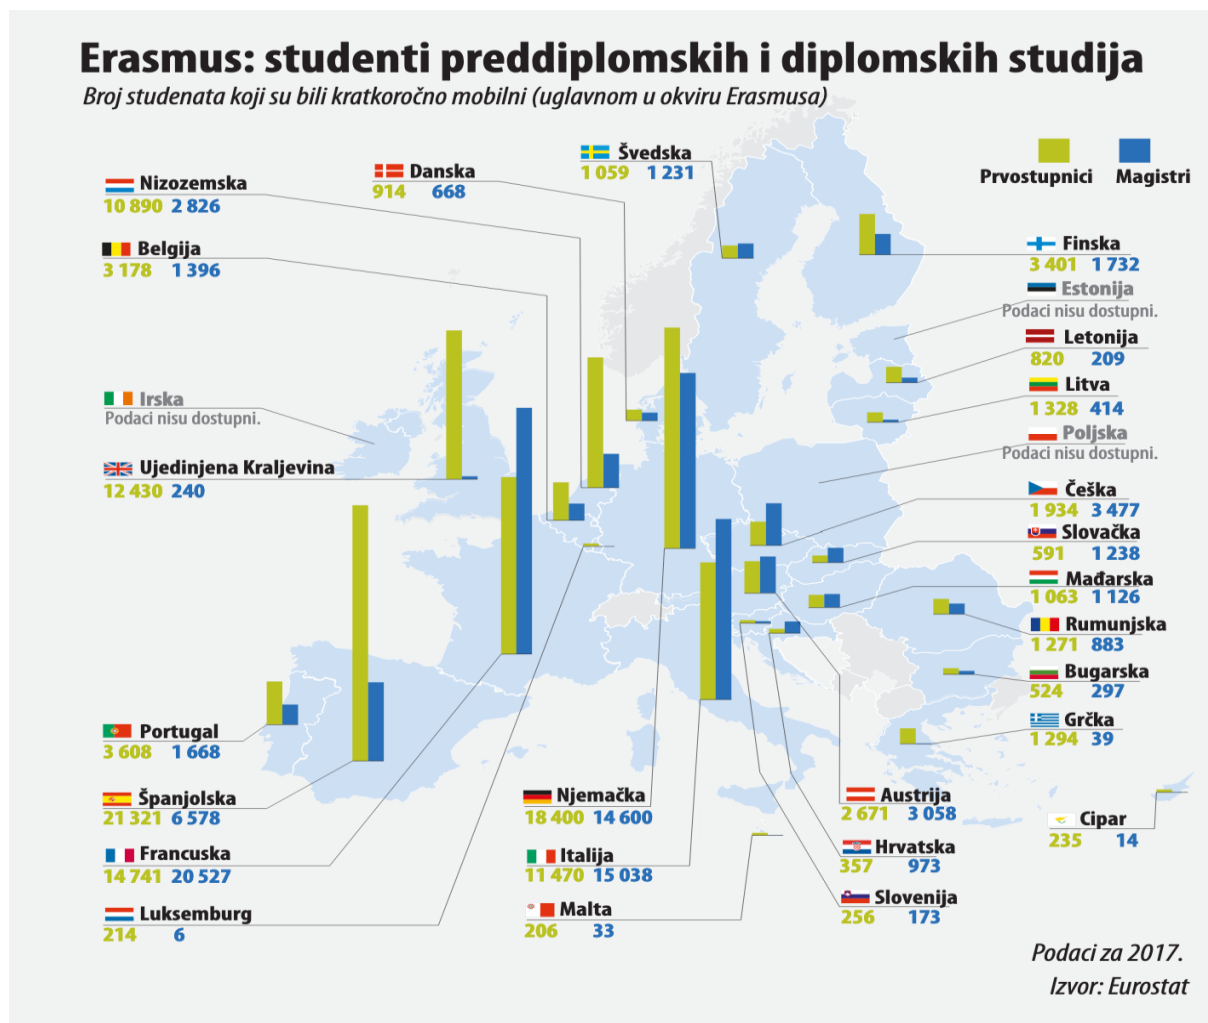 Erasmus: studenti preddiplomskih i diplomskih studija
Broj studenata koji su bili kratkoročno mobilni (uglavnom u okviru Erasmusa)
Prvostupnici Magistri
Švedska
1 059 1 231
Danska
914 668
Nizozemska
10 890 2 826
Belgija
3 178 1 396
Irska
Podaci nisu dostupni.
Ujedinjena Kraljevina
12 430 240
Portugal
3 608 1 668
Španjolska
21 321 6 578
Francuska
14 741 20 527
Luksemburg
214 6
Njemačka
18 400 14 600
Italija
11 470 15 038
Malta
206 33
Finska
3 401 1 732
Estonija
Podaci nisu dostupni.
Letonija
820 209
Litva
1 328 414
Poljska
Podaci nisu dostupni.
Češka
1 934 3 477
Slovačka
591 1 238
Mađarska
1 063 1 126
Rumunjska
1 271 883
Bugarska
524 297
Grčka
1 294 39
Cipar
235 14
Austrija
2 671 3 058
Hrvatska
357 973
Slovenija
256 173
Podaci za 2017.
Izvor: Eurostat